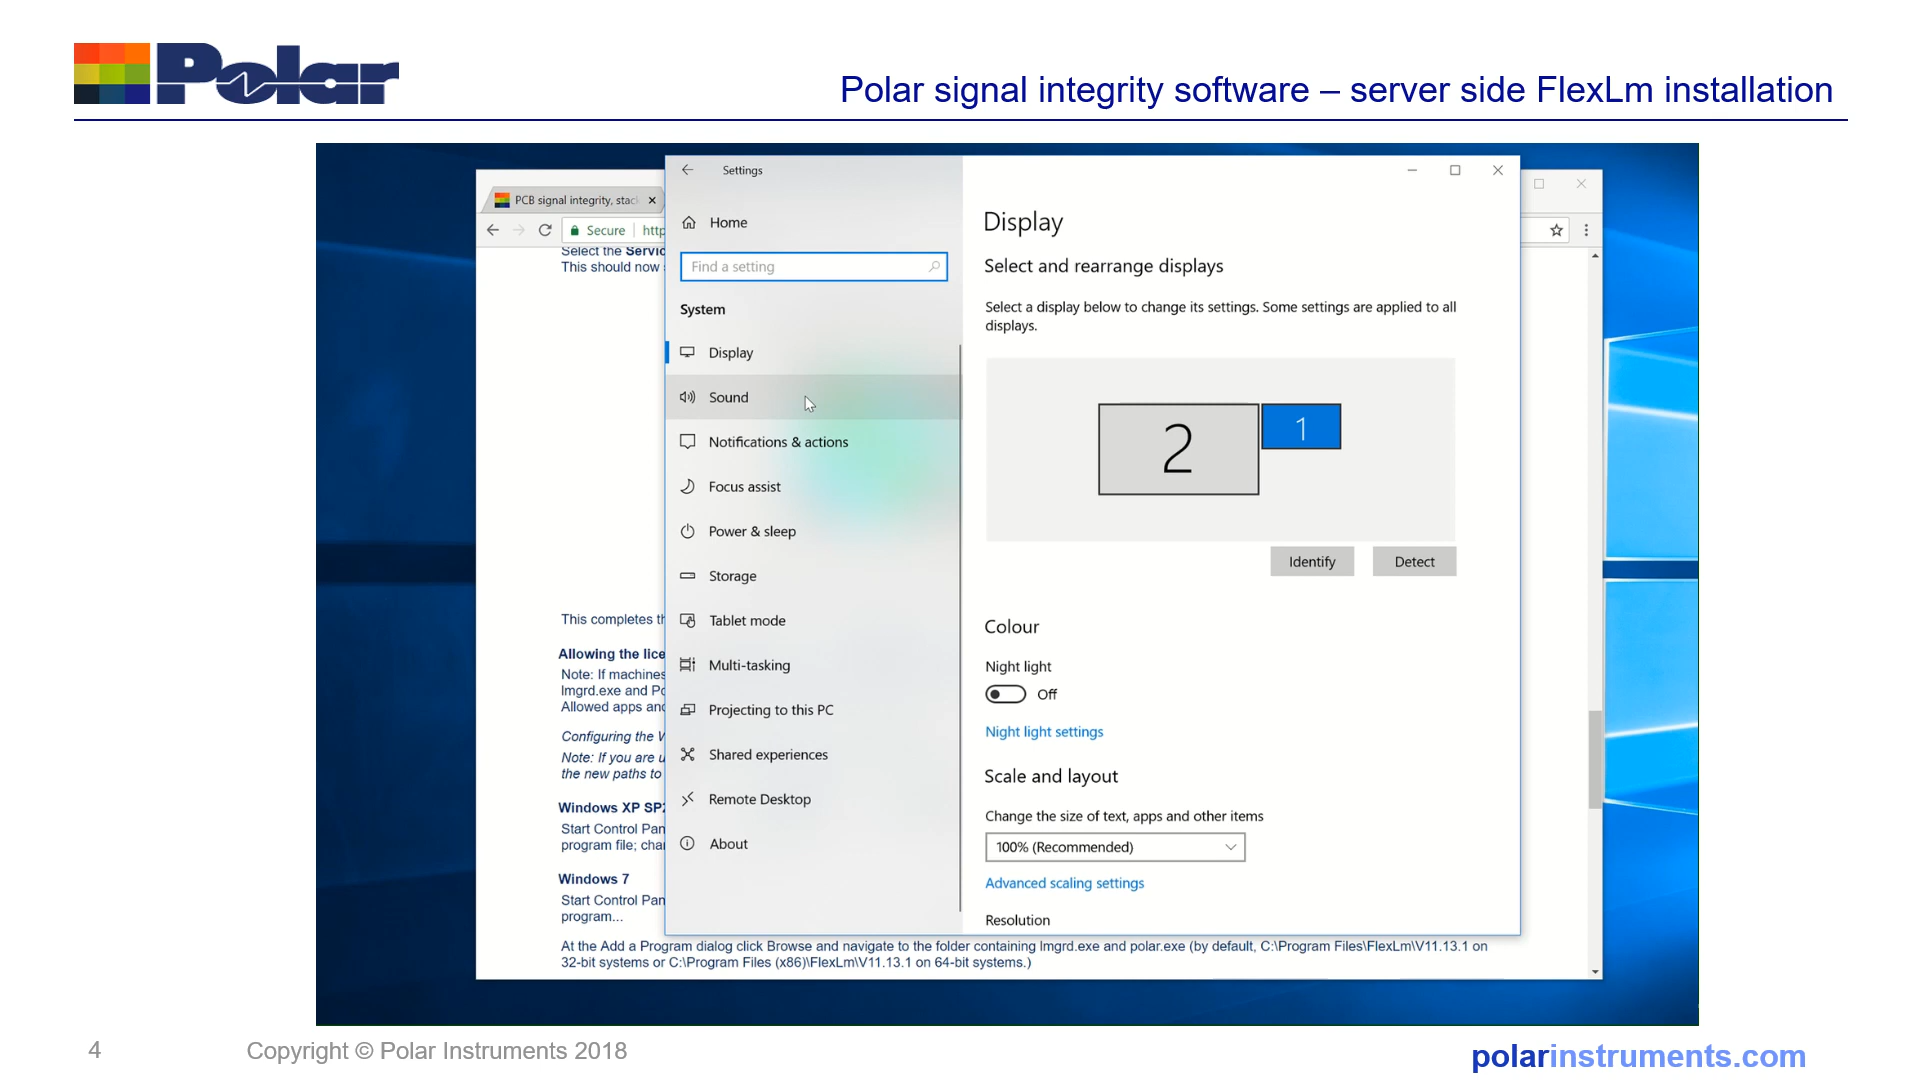 Polar
Polar signal integrity software – server side FlexLm installation
PCB signal integrity, stac
Secure
http
Select the Servic
This should now
Settings
Home
Find a setting
System
Display
Sound
Notifications & actions
Focus assist
Power & sleep
Storage
Tablet mode
Multi-tasking
Projecting to this PC
Shared experiences
Remote Desktop
About
Display
Select and rearrange displays
Select a display below to change its settings. Some settings are applied to all
displays.
2
1
Identify
Detect
Colour
Night light
Off
Night light settings
Scale and layout
Change the size of text, apps and other items
100% (Recommended)
Advanced scaling settings
Resolution
This completes th
Allowing the lice
Note: If machines
lmgrd.exe and Po
Allowed apps and
Configuring the W
Note: If you are u
the new paths to
Windows XP SP2
Start Control Pan
program file; cha
Windows 7
Start Control Pan
program...
At the Add a Program dialog click Browse and navigate to the folder containing lmgrd.exe and polar.exe (by default, C:\Program Files\FlexLm\V11.13.1 on
32-bit systems or C:\Program Files (x86)\FlexLm\V11.13.1 on 64-bit systems.)
4
Copyright © Polar Instruments 2018
polarinstruments.com